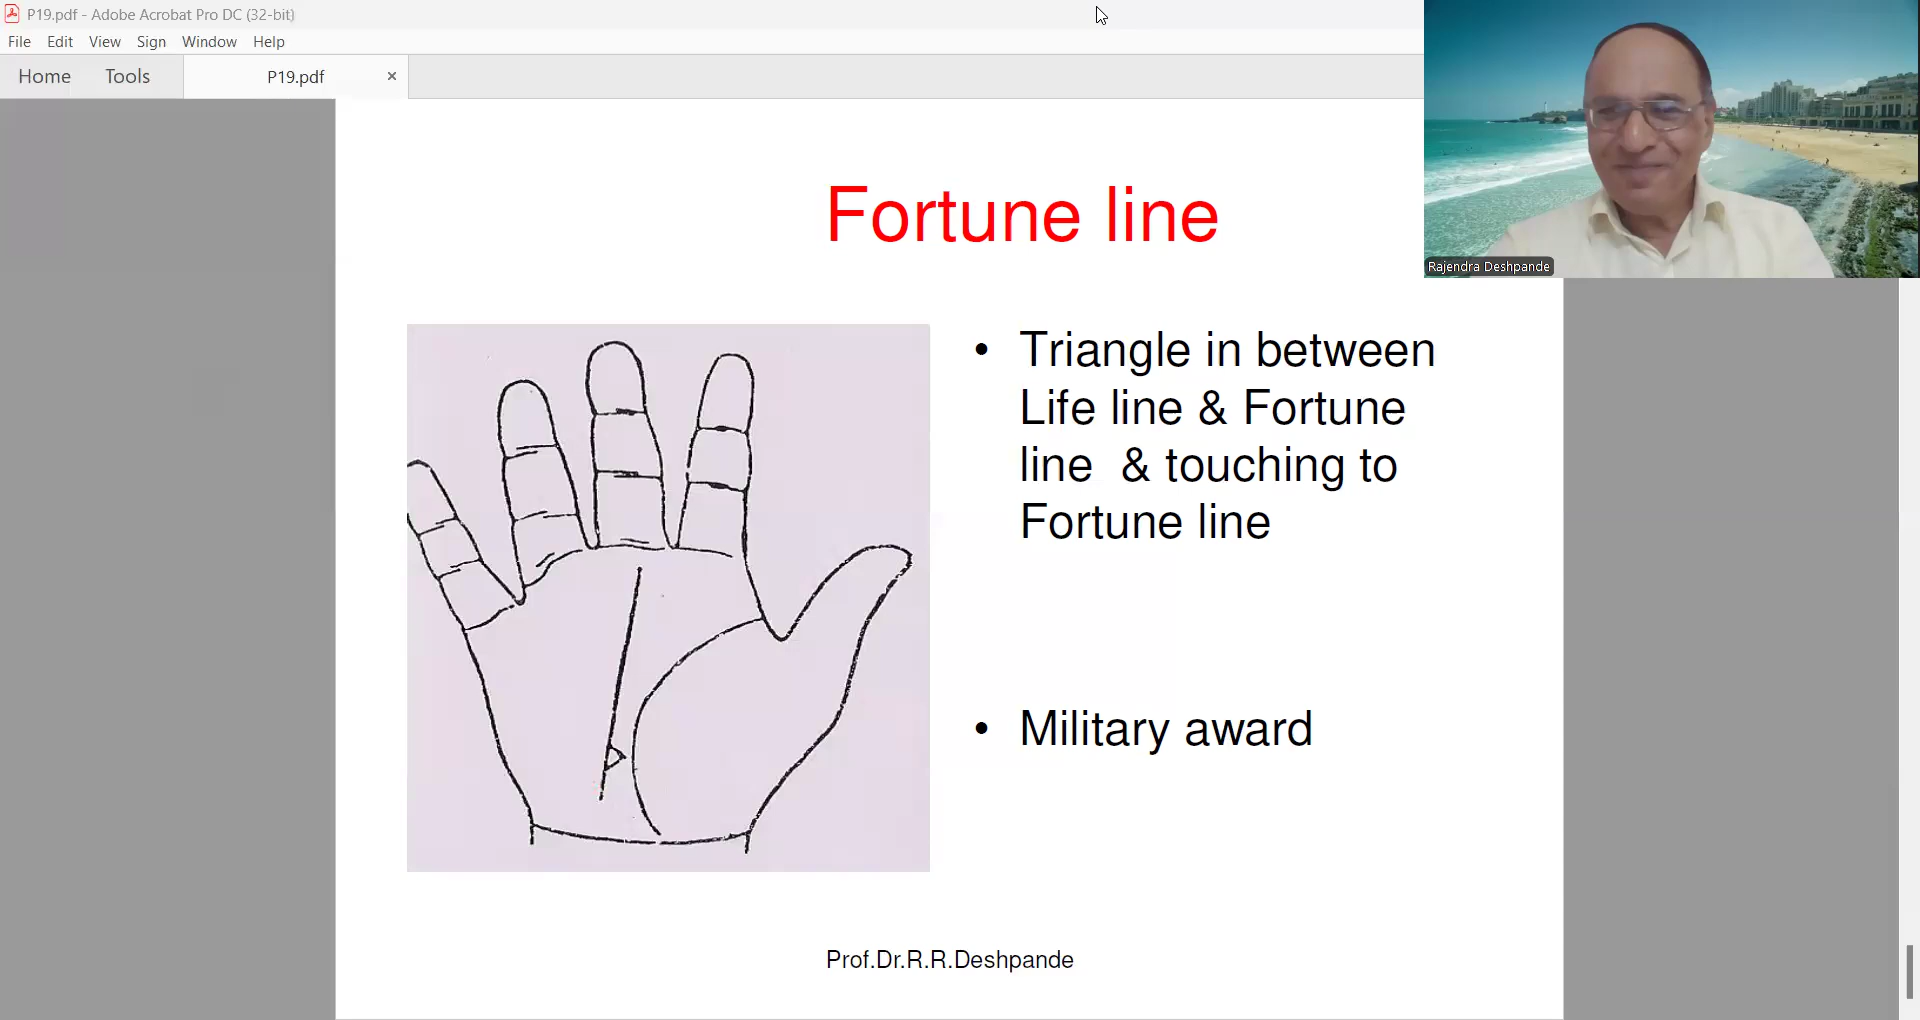 P19.pdf - Adobe Acrobat Pro DC (32-bit)
File Edit View Sign Window Help
Home Tools P19.pdf ×
Rajendra Deshpande
Fortune line
• Triangle in between
Life line & Fortune
line & touching to
Fortune line
• Military award
Prof.Dr.R.R.Deshpande